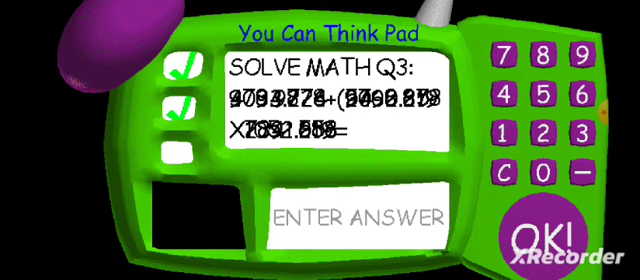 You Can Think Pad
SOLVE MATH Q3:
ENTER ANSWER
7 8 9
4 5 6
1 2 3
C 0 -
OK!
XRecorder